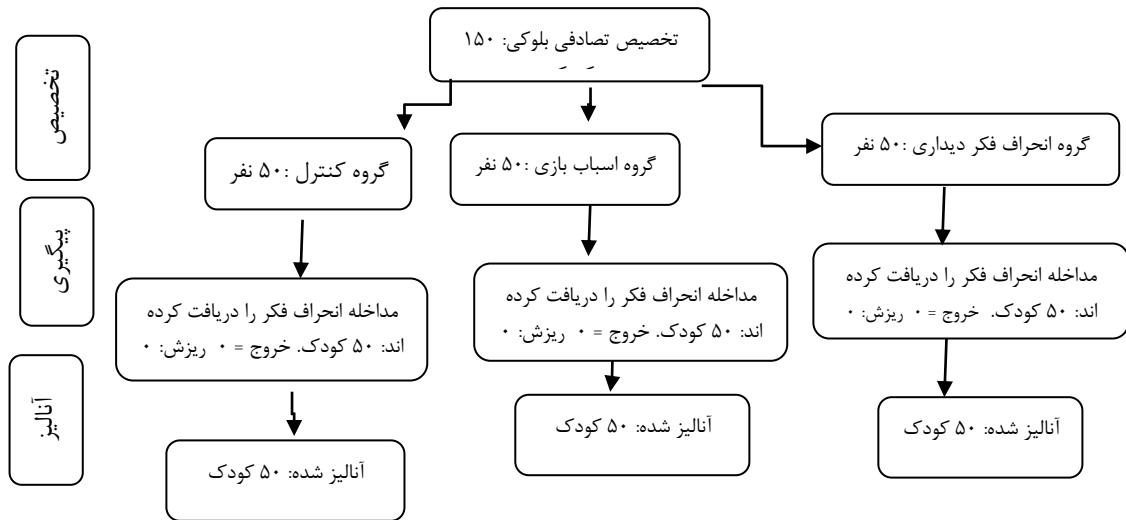 تخصیص تصادفی بلوکی: ۱۵۰
تخصیص
گروه انحراف فکر دیداری :۵۰ نفر
گروه اسباب بازی :۵۰ نفر
گروه کنترل :۵۰ نفر
پیگیری
مداخله انحراف فکر را دریافت کرده
اند: ۵۰ کودک. خروج = ۰ ریزش: ۰
مداخله انحراف فکر را دریافت کرده
اند: ۵۰ کودک. خروج = ۰ ریزش: ۰
مداخله انحراف فکر را دریافت کرده
اند: ۵۰ کودک. خروج = ۰ ریزش: ۰
آنالیز
آنالیز شده: ۵۰ کودک
آنالیز شده: ۵۰ کودک
آنالیز شده: ۵۰ کودک